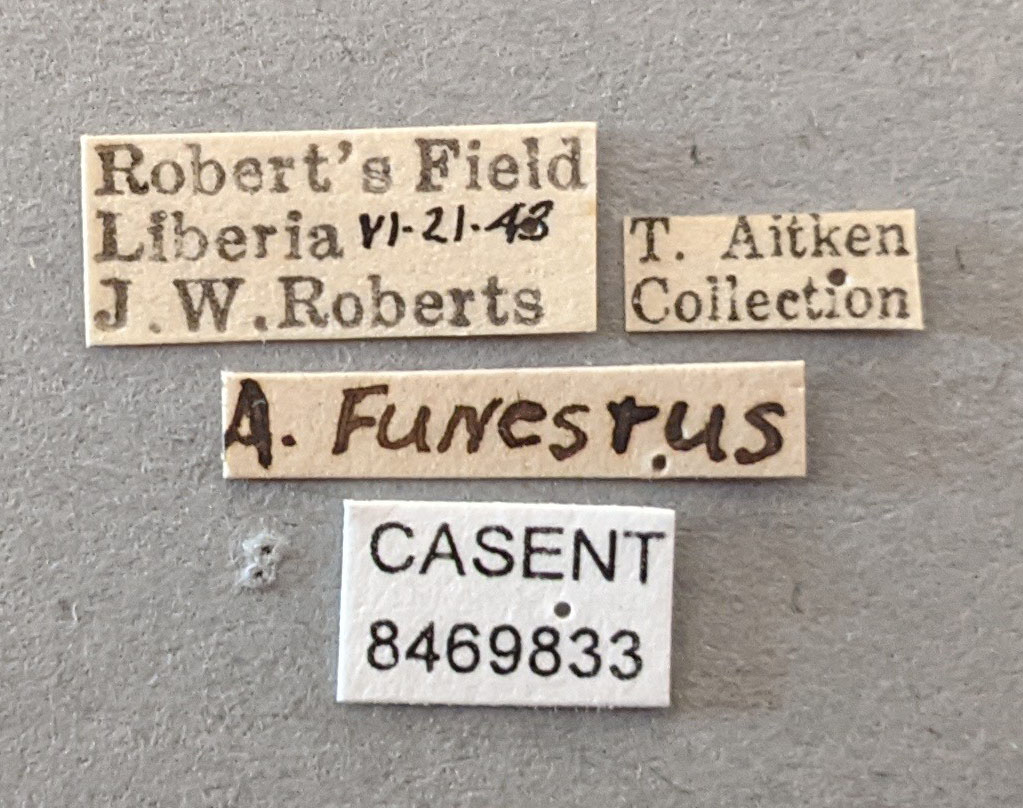 Robert's Field
Liberia VI-21-43
J.W.Roberts
T. Aitken
Collection
A. Funestus
CASENT
8469833